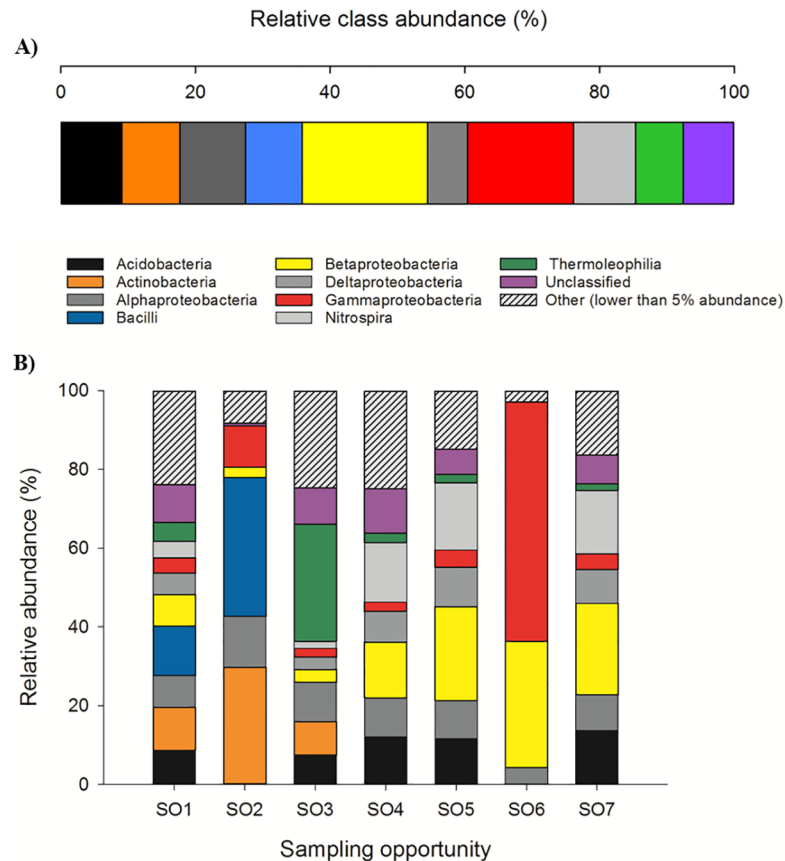 Relative class abundance (%)
A)
0 20 40 60 80 100
Acidobacteria Betaproteobacteria Thermoleophilia
Actinobacteria Deltaproteobacteria Unclassified
Alphaproteobacteria Gammaproteobacteria Other (lower than 5% abundance)
Bacilli Nitrospira
B)
Relative abundance (%)
100
80
60
40
20
0
SO1 SO2 SO3 SO4 SO5 SO6 SO7
Sampling opportunity